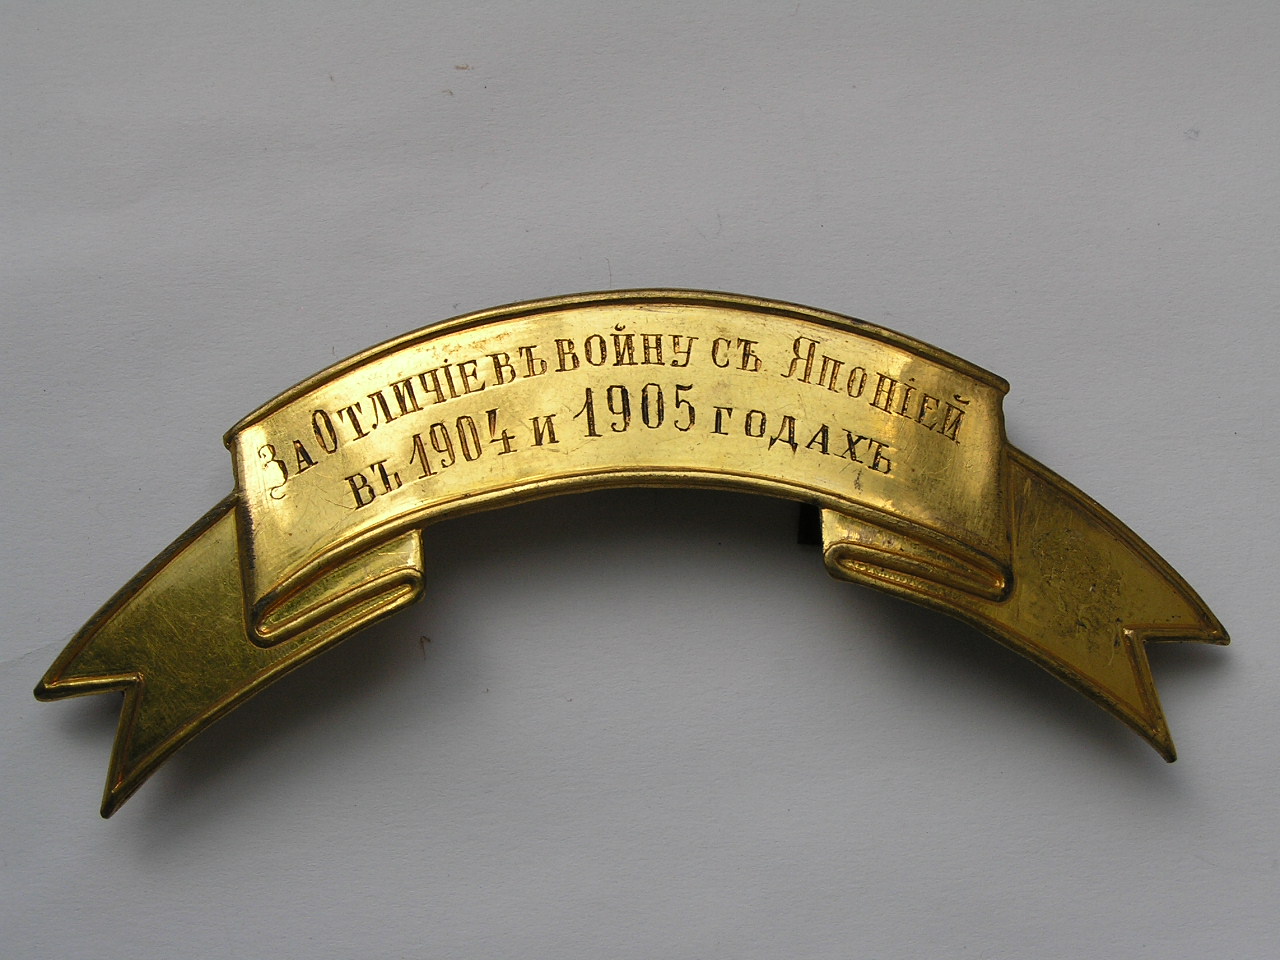 За Отличіе въ войну съ Японіей
въ 1904 и 1905 годахъ